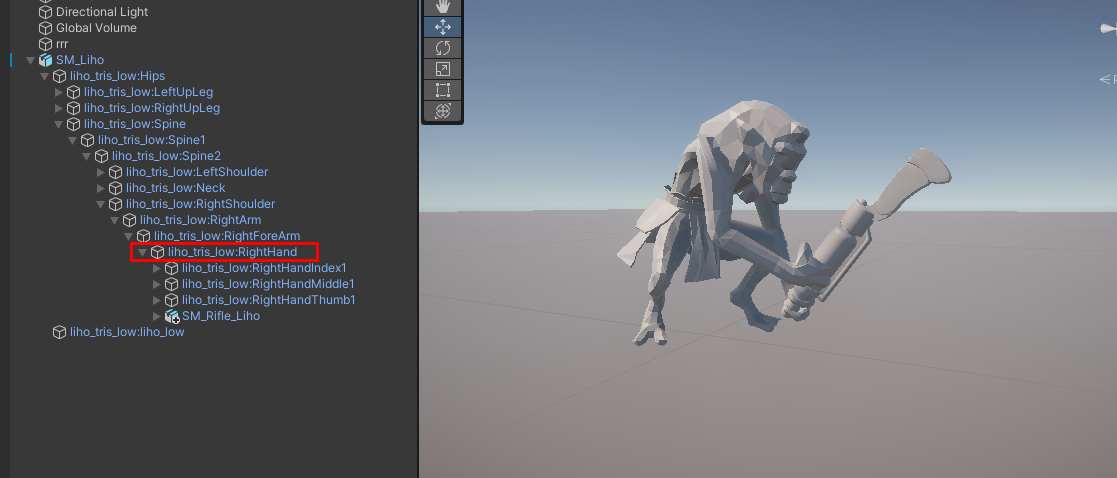 Directional Light
Global Volume
rrr
SM_Liho
liho_tris_low:Hips
liho_tris_low:LeftUpLeg
liho_tris_low:RightUpLeg
liho_tris_low:Spine
liho_tris_low:Spine1
liho_tris_low:Spine2
liho_tris_low:LeftShoulder
liho_tris_low:Neck
liho_tris_low:RightShoulder
liho_tris_low:RightArm
liho_tris_low:RightForeArm
liho_tris_low:RightHand
liho_tris_low:RightHandIndex1
liho_tris_low:RightHandMiddle1
liho_tris_low:RightHandThumb1
SM_Rifle_Liho
liho_tris_low:liho_low